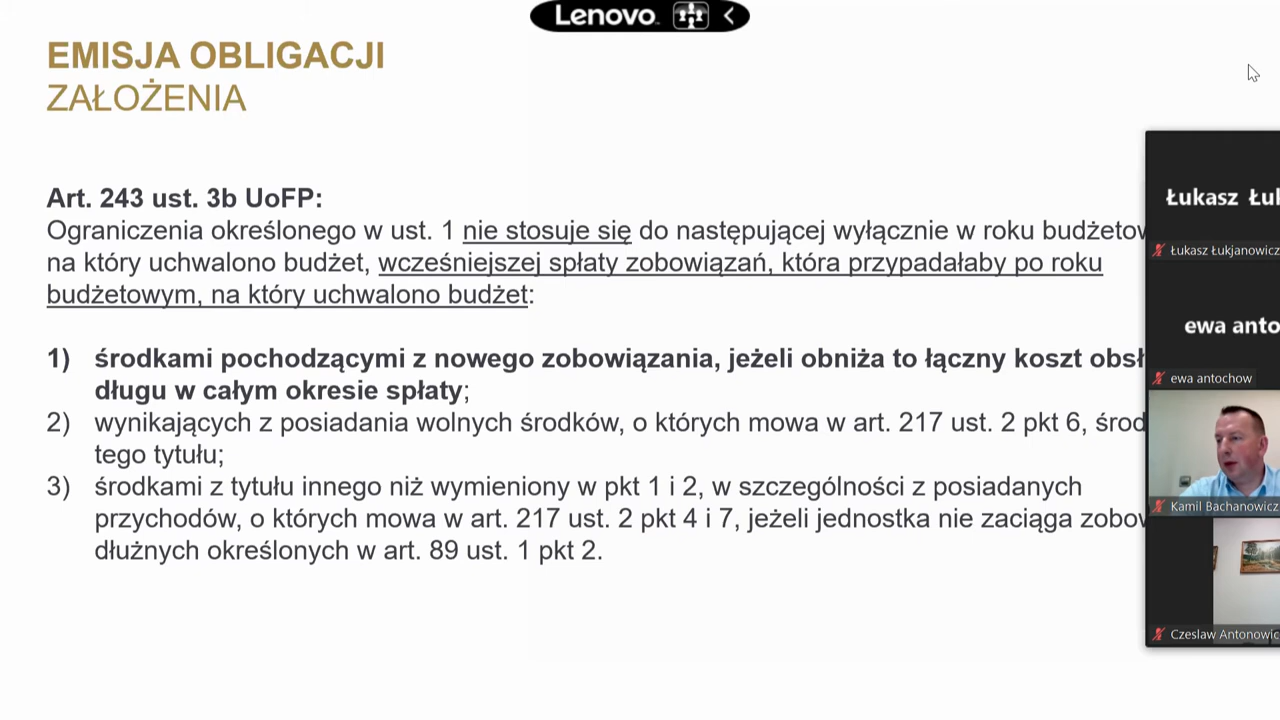 Lenovo
EMISJA OBLIGACJI
ZAŁOŻENIA
Art. 243 ust. 3b UoFP:
Ograniczenia określonego w ust. 1 nie stosuje się do następującej wyłącznie w roku budżetow
na który uchwalono budżet, wcześniejszej spłaty zobowiązań, która przypadałaby po roku
budżetowym, na który uchwalono budżet:
1) środkami pochodzącymi z nowego zobowiązania, jeżeli obniża to łączny koszt obsł
długu w całym okresie spłaty;
2) wynikających z posiadania wolnych środków, o których mowa w art. 217 ust. 2 pkt 6, środ
tego tytułu;
3) środkami z tytułu innego niż wymieniony w pkt 1 i 2, w szczególności z posiadanych
przychodów, o których mowa w art. 217 ust. 2 pkt 4 i 7, jeżeli jednostka nie zaciąga zobow
dłużnych określonych w art. 89 ust. 1 pkt 2.
Łukasz Łuk
Łukasz Łukjanowicz
ewa anto
ewa antochow
Kamil Bachanowicz
Czeslaw Antonowic